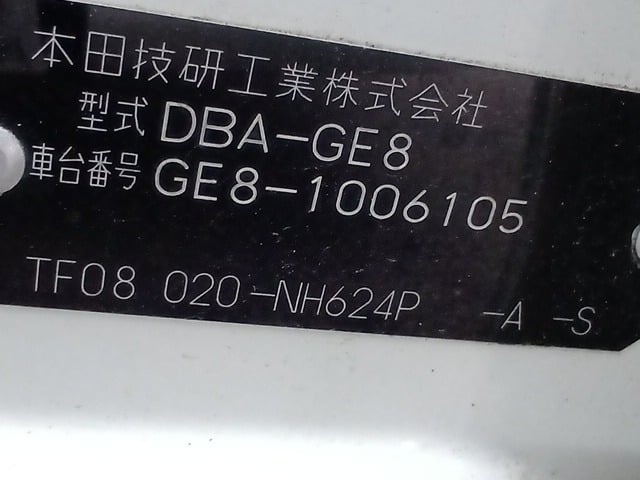 本田技研工業株式会社
型式 DBA-GE8
車台番号 GE8-1006105
TF08 020-NH624P -A -S